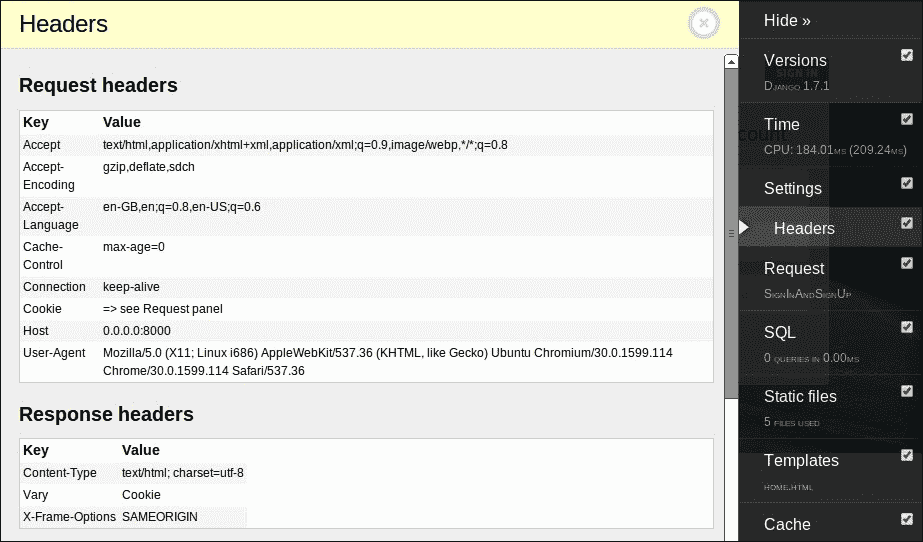 Headers
Request headers
Key Value
Accept text/html,application/xhtml+xml,application/xml;q=0.9,image/webp,*/*;q=0.8
Accept-
Encoding gzip,deflate,sdch
Accept-
Language en-GB,en;q=0.8,en-US;q=0.6
Cache-
Control max-age=0
Connection keep-alive
Cookie => see Request panel
Host 0.0.0.0:8000
User-Agent Mozilla/5.0 (X11; Linux i686) AppleWebKit/537.36 (KHTML, like Gecko) Ubuntu Chromium/30.0.1599.114
Chrome/30.0.1599.114 Safari/537.36
Response headers
Key Value
Content-Type text/html; charset=utf-8
Vary Cookie
X-Frame-Options SAMEORIGIN
Hide »
Versions
SIGN IN
Django 1.7.1
Time
CPU: 184.01ms (209.24ms)
Settings
Headers
Request
SignInAndSignUp
SQL
0 queries in 0.00ms
Static files
5 files used
Templates
home.html
Cache